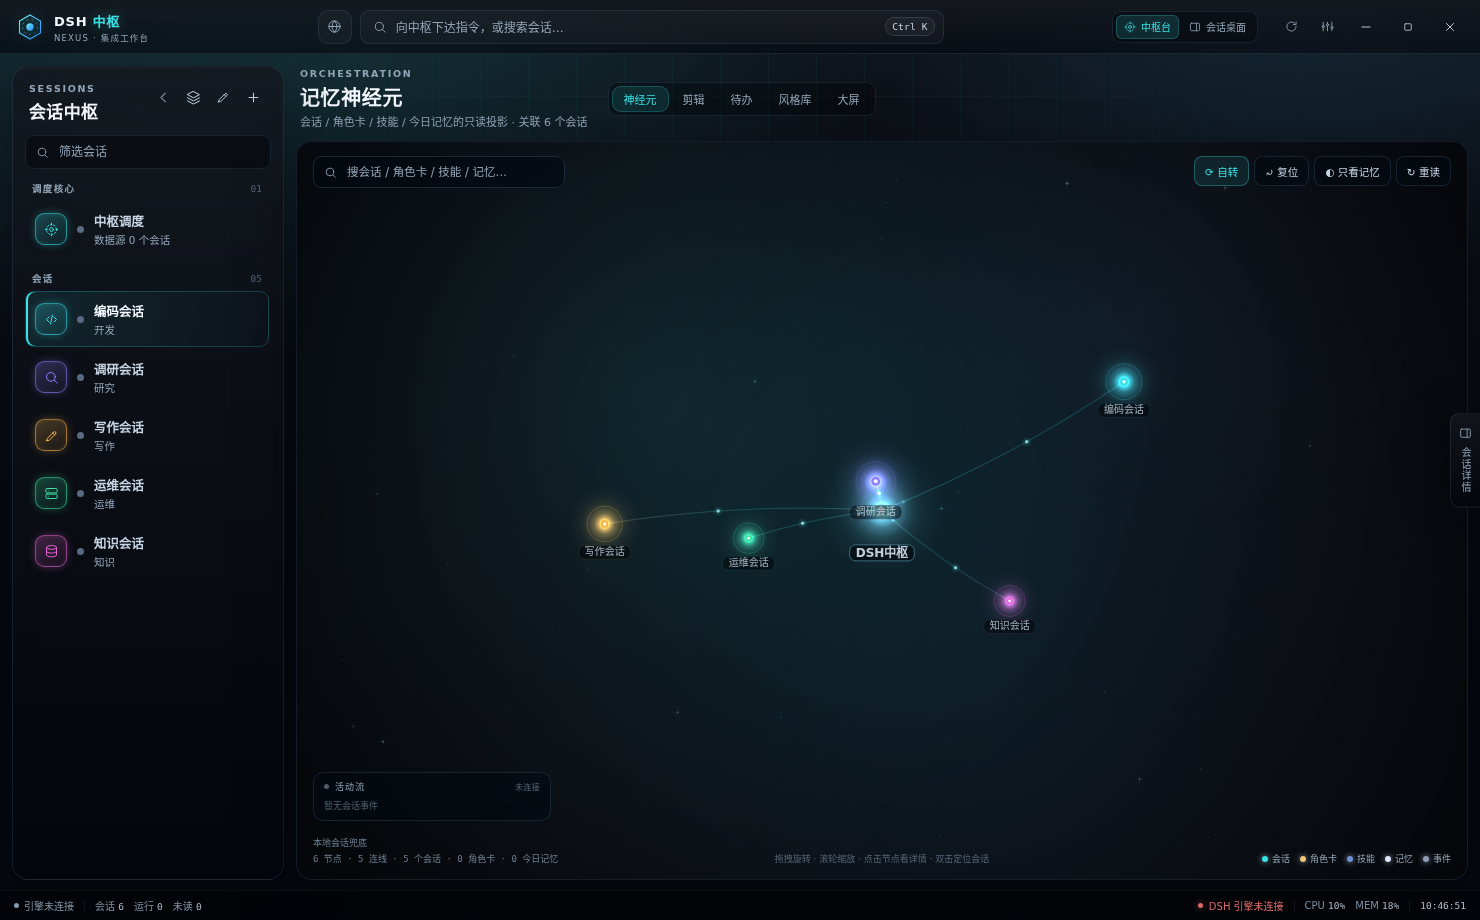 DSH 中枢
NEXUS · 集成工作台
向中枢下达指令，或搜索会话…
Ctrl K
中枢台
会话桌面
SESSIONS
会话中枢
筛选会话
调度核心 01
中枢调度
数据源 0 个会话
会话 05
编码会话
开发
调研会话
研究
写作会话
写作
运维会话
运维
知识会话
知识
ORCHESTRATION
记忆神经元
会话 / 角色卡 / 技能 / 今日记忆的只读投影 · 关联 6 个会话
神经元 剪辑 待办 风格库 大屏
搜会话 / 角色卡 / 技能 / 记忆…
⟳ 自转
⤾ 复位
◐ 只看记忆
↻ 重读
编码会话
调研会话
写作会话
运维会话
DSH中枢
知识会话
会话详情
活动流 未连接
暂无会话事件
本地会话兜底
6 节点 · 5 连线 · 5 个会话 · 0 角色卡 · 0 今日记忆
拖拽旋转 · 滚轮缩放 · 点击节点看详情 · 双击定位会话
会话 角色卡 技能 记忆 事件
引擎未连接 会话 6 运行 0 未读 0
DSH 引擎未连接 CPU 10% MEM 18% 10:46:51